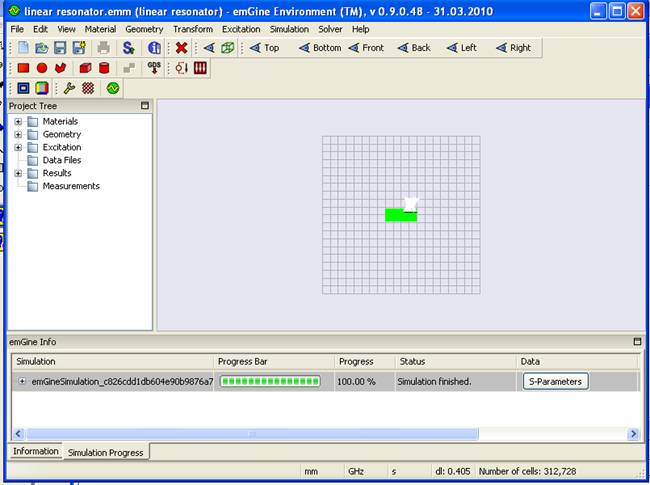 linear resonator.emm (linear resonator) - emGine Environment (TM), v 0.9.0.48 - 31.03.2010
File Edit View Material Geometry Transform Excitation Simulation Solver Help
Top Bottom Front Back Left Right
GDS
Project Tree
Materials
Geometry
Excitation
Data Files
Results
Measurements
emGine Info
Simulation Progress Bar Progress Status Data
emGineSimulation_c826cdd1db604e90b9876a7 100.00 % Simulation finished. S-Parameters
Information Simulation Progress
mm GHz s dl: 0.405 Number of cells: 312,728